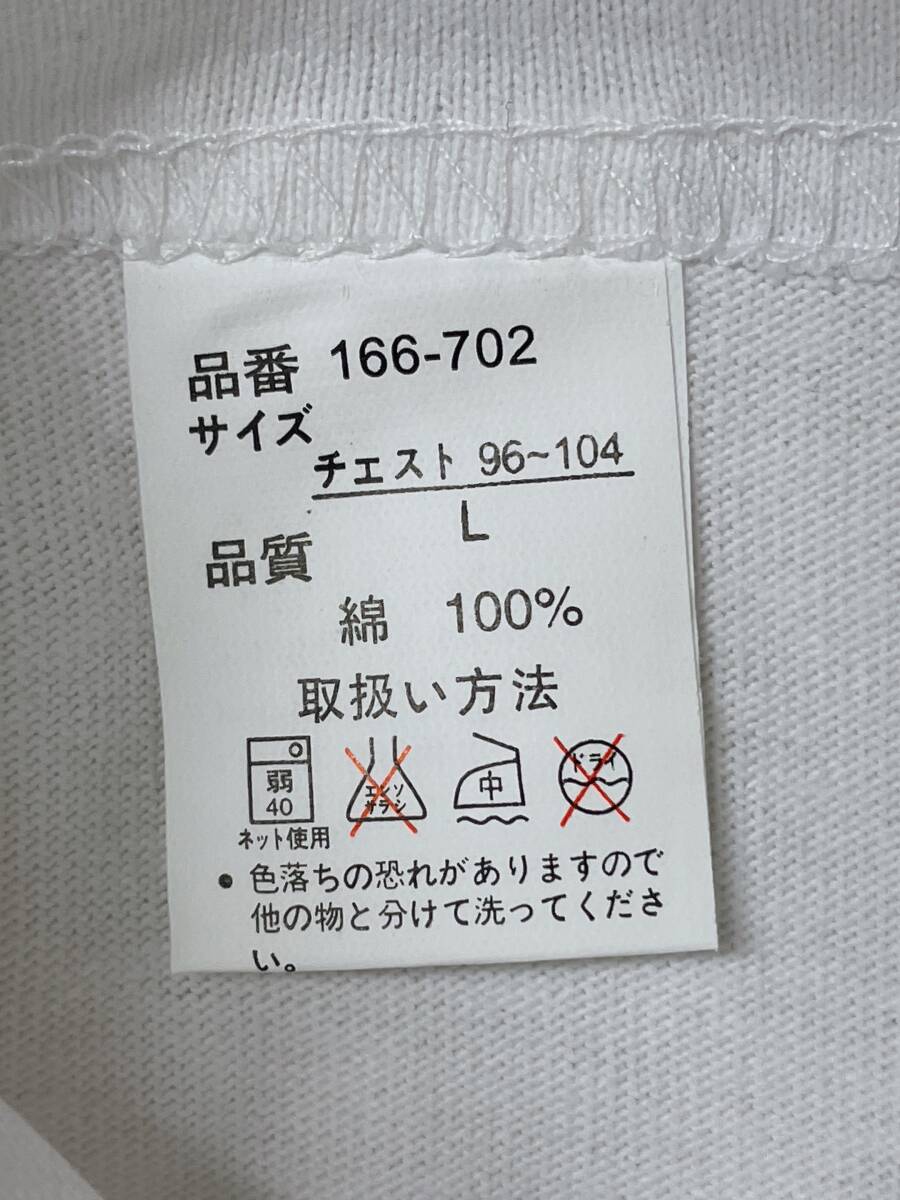 品番 166-702
サイズ
チェスト 96~104
L
品質
綿 100%
取扱い方法
弱
40
エンソ
サラシ
中
ドライ
ネット使用
• 色落ちの恐れがありますので
他の物と分けて洗ってくださ
い。